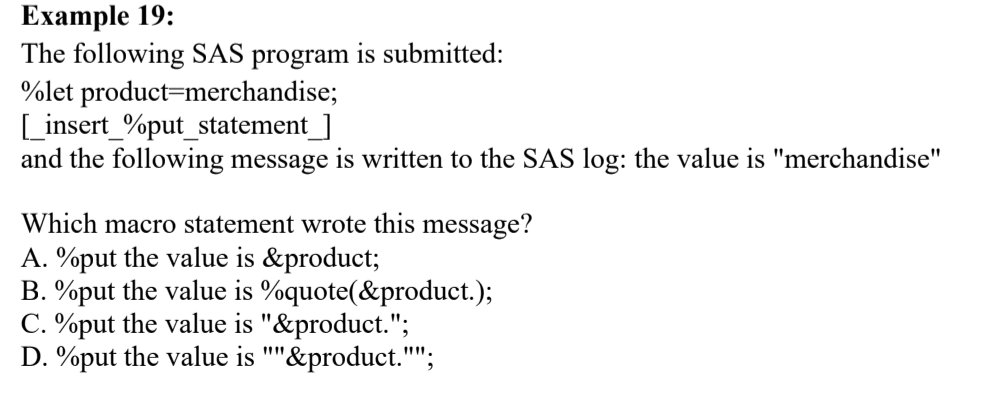 Example 19:
The following SAS program is submitted:
%let product=merchandise;
[_insert_%put_statement_]
and the following message is written to the SAS log: the value is "merchandise"
Which macro statement wrote this message?
A. %put the value is &product;
B. %put the value is %quote(&product.);
C. %put the value is "&product.";
D. %put the value is ""&product."";